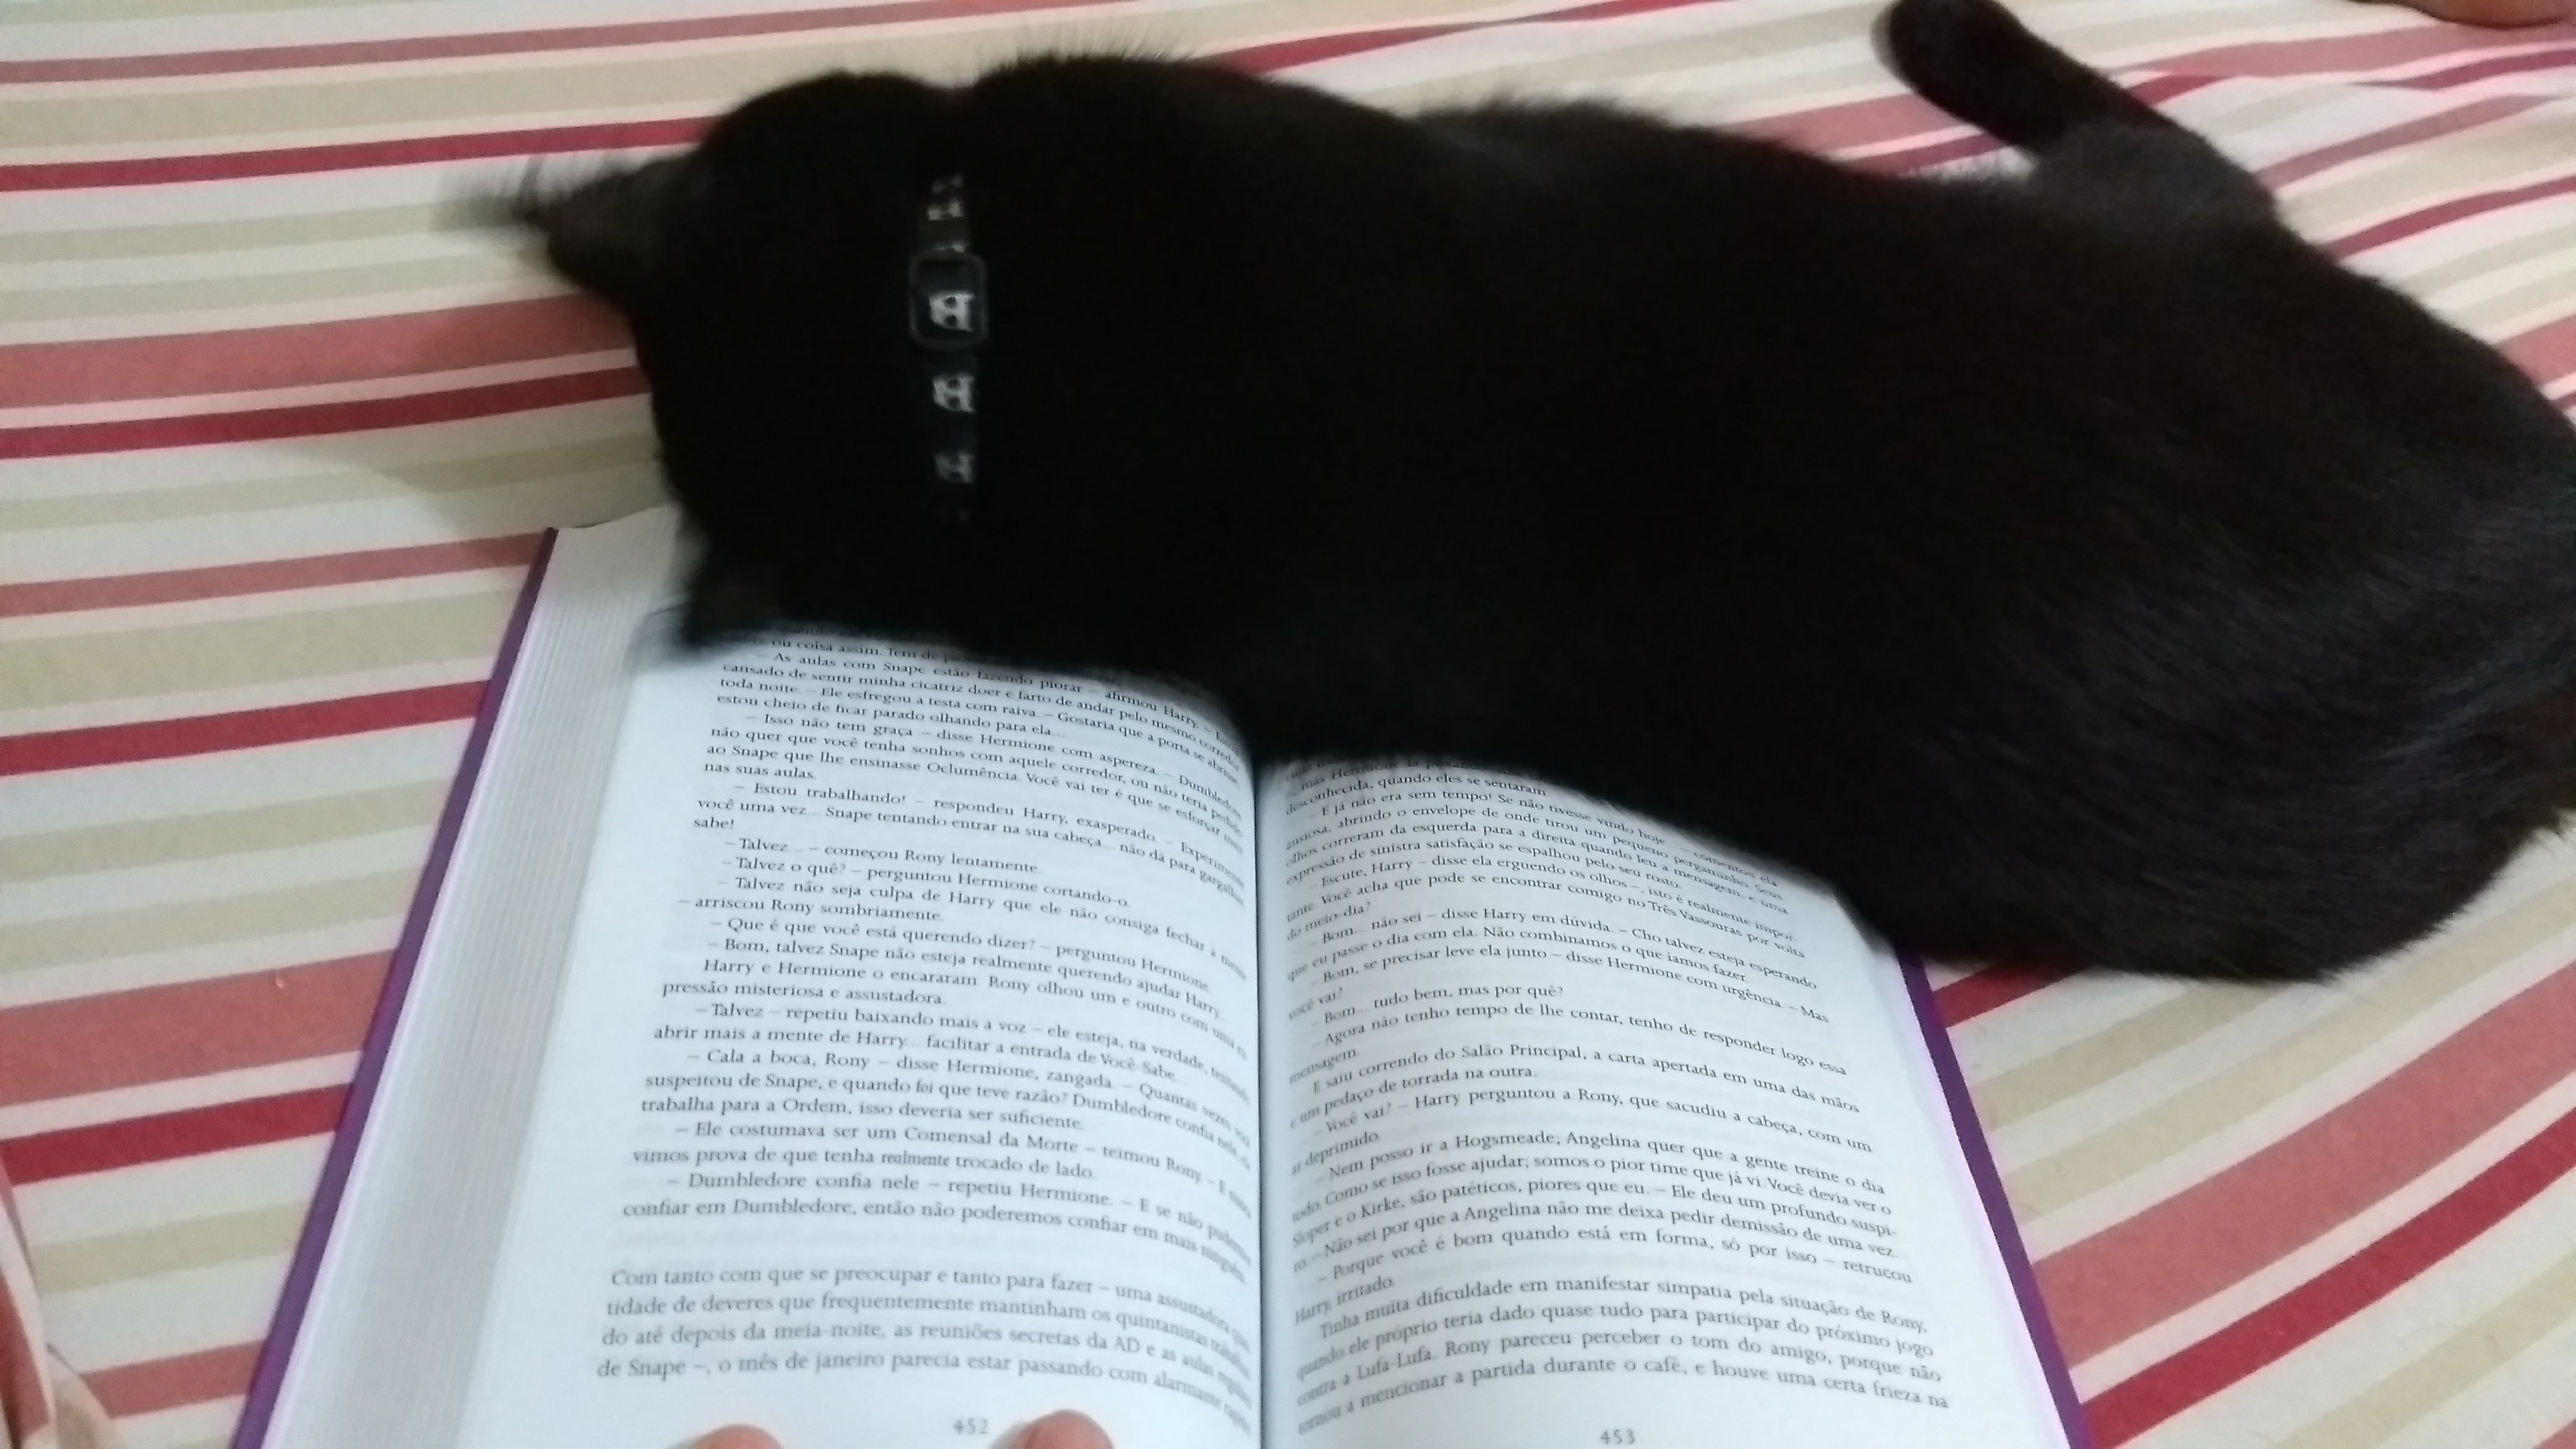 ou coisa assim. Tem de
– As aulas com Snape estão fazendo piorar – afirmou Harry. –
cansado de sentir minha cicatriz doer e farto de andar pelo mesmo corredor
toda noite. – Ele esfregou a testa com raiva. – Gostaria que a porta se abrisse,
estou cheio de ficar parado olhando para ela...
– Isso não tem graça – disse Hermione com aspereza. – Dumbledore
não quer que você tenha sonhos com aquele corredor, ou não teria pedido
ao Snape que lhe ensinasse Oclumência. Você vai ter é que se esforçar mais
nas suas aulas.
– Estou trabalhando! – respondeu Harry, exasperado. – Experimente
você uma vez... Snape tentando entrar na sua cabeça... não dá para gargalhar,
sabe!
– Talvez... – começou Rony lentamente.
– Talvez o quê? – perguntou Hermione cortando-o.
– Talvez não seja culpa de Harry que ele não consiga fechar a mente
– arriscou Rony sombriamente.
– Que é que você está querendo dizer? – perguntou Hermione.
– Bom, talvez Snape não esteja realmente querendo ajudar Harry.
Harry e Hermione o encararam. Rony olhou um e outro com uma ex-
pressão misteriosa e assustadora.
– Talvez – repetiu baixando mais a voz – ele esteja, na verdade, tentando
abrir mais a mente de Harry... facilitar a entrada de Você-Sabe...
– Cala a boca, Rony – disse Hermione, zangada. – Quantas vezes você
suspeitou de Snape, e quando foi que teve razão? Dumbledore confia nele,
trabalha para a Ordem, isso deveria ser suficiente.
– Ele costumava ser um Comensal da Morte – teimou Rony – E nunca
vimos prova de que tenha realmente trocado de lado.
– Dumbledore confia nele – repetiu Hermione. – E se não pudermos
confiar em Dumbledore, então não poderemos confiar em mais ninguém.
Com tanto com que se preocupar e tanto para fazer – uma assustadora quan-
tidade de deveres que frequentemente mantinham os quintanistas trabalhan-
do até depois da meia-noite, as reuniões secretas da AD e as aulas regulares
de Snape –, o mês de janeiro parecia estar passando com alarmante rapidez
452
mas Hermione
desconhecida, quando eles se sentaram.
– E já não era sem tempo! Se não tivesse vindo hoje... – comentou ela
ansiosa, abrindo o envelope de onde tirou um pequeno pergaminho. Seus
olhos correram da esquerda para a direita quando leu a mensagem, e uma
expressão de sinistra satisfação se espalhou pelo seu rosto.
– Escute, Harry – disse ela erguendo os olhos –, isto é realmente impor-
tante. Você acha que pode se encontrar comigo no Três Vassouras por volta
do meio-dia?
– Bom... não sei – disse Harry em dúvida. – Cho talvez esteja esperando
que eu passe o dia com ela. Não combinamos o que íamos fazer.
– Bom, se precisar leve ela junto – disse Hermione com urgência. – Mas
você vai?
– Bom... tudo bem, mas por quê?
– Agora não tenho tempo de lhe contar, tenho de responder logo essa
mensagem.
E saiu correndo do Salão Principal, a carta apertada em uma das mãos
e um pedaço de torrada na outra.
– Você vai? – Harry perguntou a Rony, que sacudiu a cabeça, com um
ar deprimido.
– Nem posso ir a Hogsmeade; Angelina quer que a gente treine o dia
todo. Como se isso fosse ajudar; somos o pior time que já vi. Você devia ver o
Sloper e o Kirke, são patéticos, piores que eu. – Ele deu um profundo suspi-
ro. – Não sei por que a Angelina não me deixa pedir demissão de uma vez.
– Porque você é bom quando está em forma, só por isso – retrucou
Harry, irritado.
Tinha muita dificuldade em manifestar simpatia pela situação de Rony,
quando ele próprio teria dado quase tudo para participar do próximo jogo
contra a Lufa-Lufa. Rony pareceu perceber o tom do amigo, porque não
tornou a mencionar a partida durante o café, e houve uma certa frieza na
453